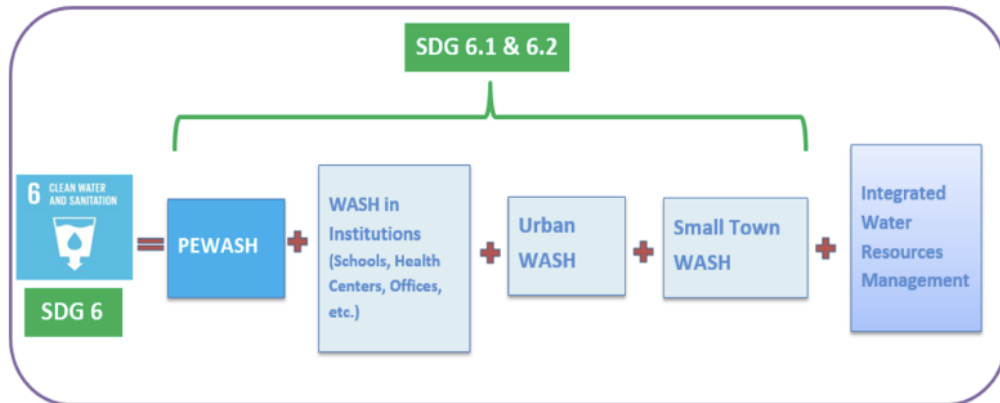 SDG 6.1 & 6.2
6 CLEAN WATER
AND SANITATION
SDG 6
=
PEWASH
+
WASH in
Institutions
(Schools, Health
Centers, Offices,
etc.)
+
Urban
WASH
+
Small Town
WASH
+
Integrated
Water
Resources
Management